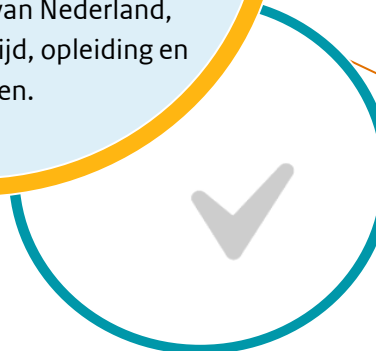 van Nederland,
ijd, opleiding en
en.